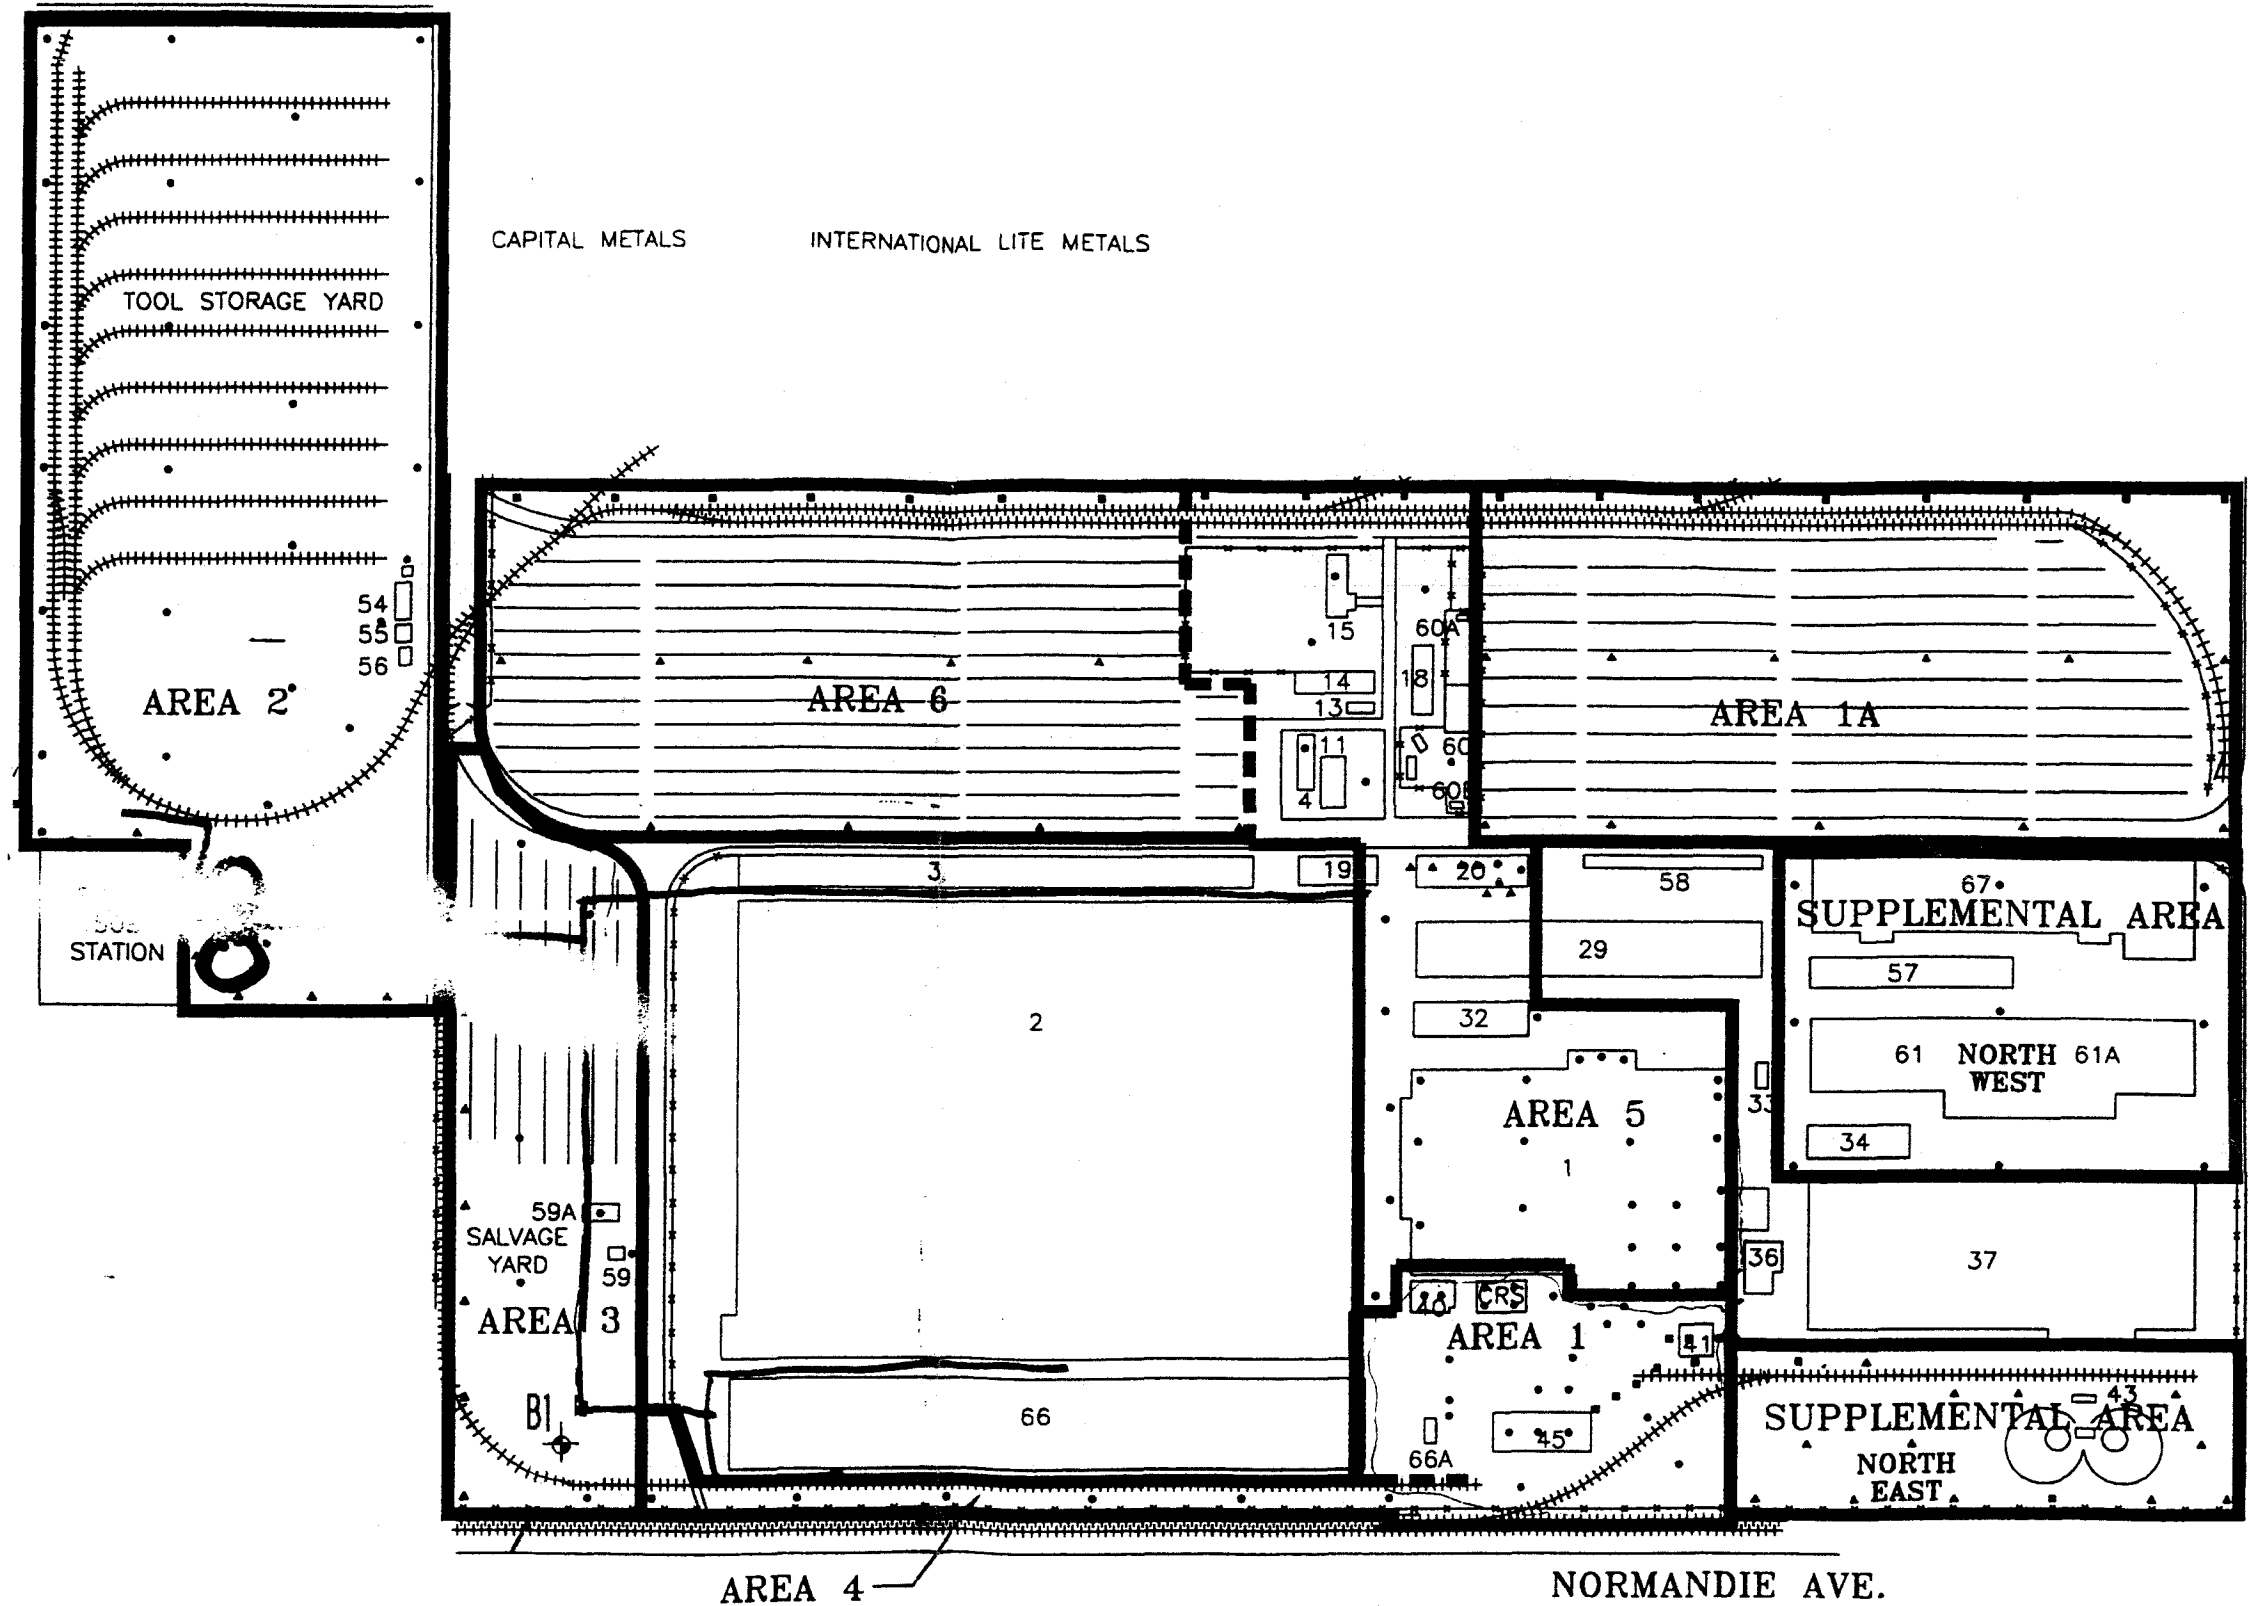 CAPITAL METALS
INTERNATIONAL LITE METALS
TOOL STORAGE YARD
54
55
56
AREA 2
AREA 6
15
14
13
11
4
60A
18
AREA 1A
3
19
20
58
67
SUPPLEMENTAL AREA
29
57
STATION
2
32
61
NORTH
WEST
61A
33
34
AREA 5
1
59A
SALVAGE
YARD
59
AREA 3
36
37
40
CRS
AREA 1
41
B1
66
66A
45
43
SUPPLEMENTAL AREA
NORTH
EAST
AREA 4
NORMANDIE AVE.